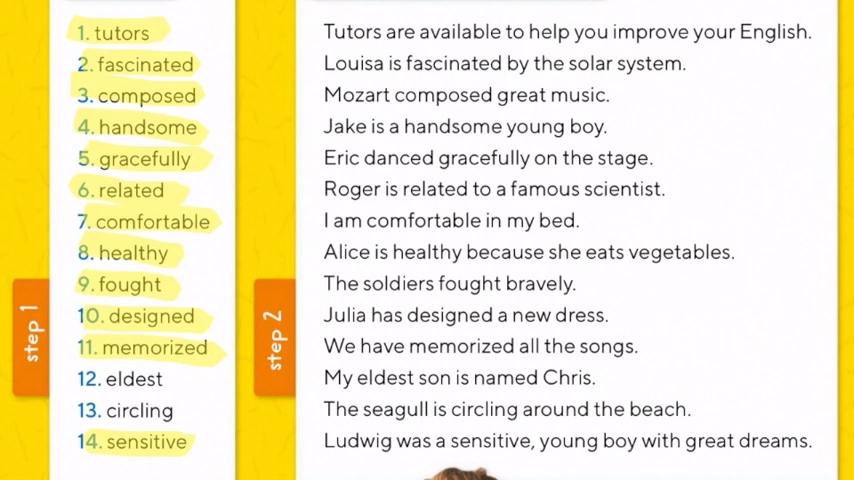 step 1
1. tutors
2. fascinated
3. composed
4. handsome
5. gracefully
6. related
7. comfortable
8. healthy
9. fought
10. designed
11. memorized
12. eldest
13. circling
14. sensitive
step 2
Tutors are available to help you improve your English.
Louisa is fascinated by the solar system.
Mozart composed great music.
Jake is a handsome young boy.
Eric danced gracefully on the stage.
Roger is related to a famous scientist.
I am comfortable in my bed.
Alice is healthy because she eats vegetables.
The soldiers fought bravely.
Julia has designed a new dress.
We have memorized all the songs.
My eldest son is named Chris.
The seagull is circling around the beach.
Ludwig was a sensitive, young boy with great dreams.